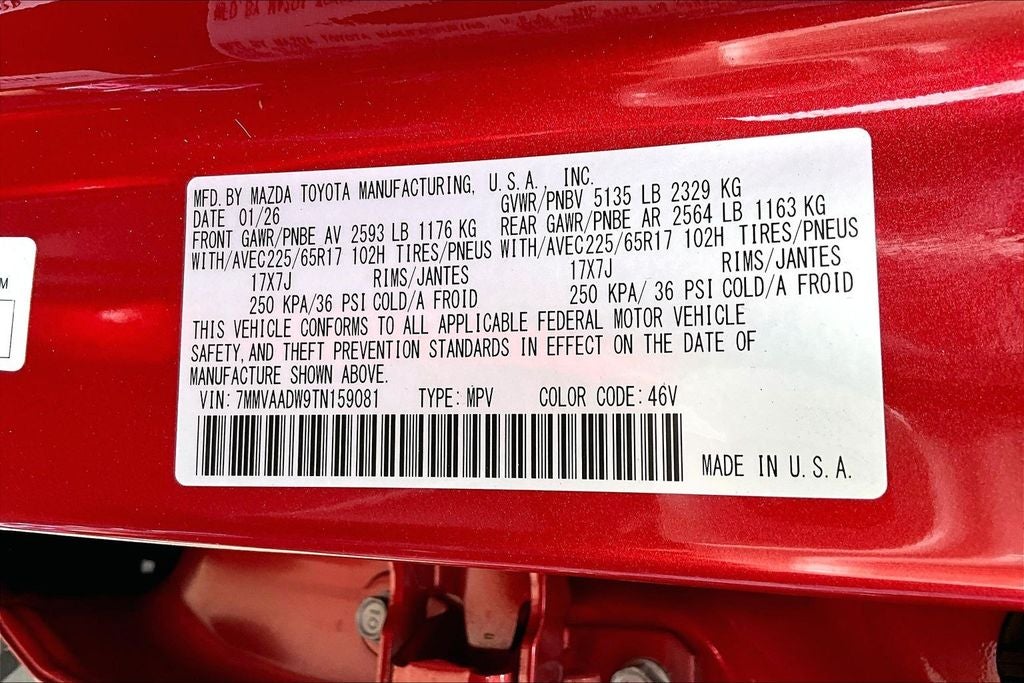 MFD. BY MAZDA TOYOTA MANUFACTURING, U.S.A., INC.
DATE 01/26 GVWR/PNBV 5135 LB 2329 KG
FRONT GAWR/PNBE AV 2593 LB 1176 KG REAR GAWR/PNBE AR 2564 LB 1163 KG
WITH/AVEC225/65R17 102H TIRES/PNEUS WITH/AVEC225/65R17 102H TIRES/PNEUS
17X7J RIMS/JANTES 17X7J RIMS/JANTES
250 KPA/36 PSI COLD/A FROID 250 KPA/ 36 PSI COLD/A FROID
THIS VEHICLE CONFORMS TO ALL APPLICABLE FEDERAL MOTOR VEHICLE
SAFETY, AND THEFT PREVENTION STANDARDS IN EFFECT ON THE DATE OF
MANUFACTURE SHOWN ABOVE.
VIN: 7MMVAADW9TN159081 TYPE: MPV COLOR CODE: 46V
MADE IN U.S.A.